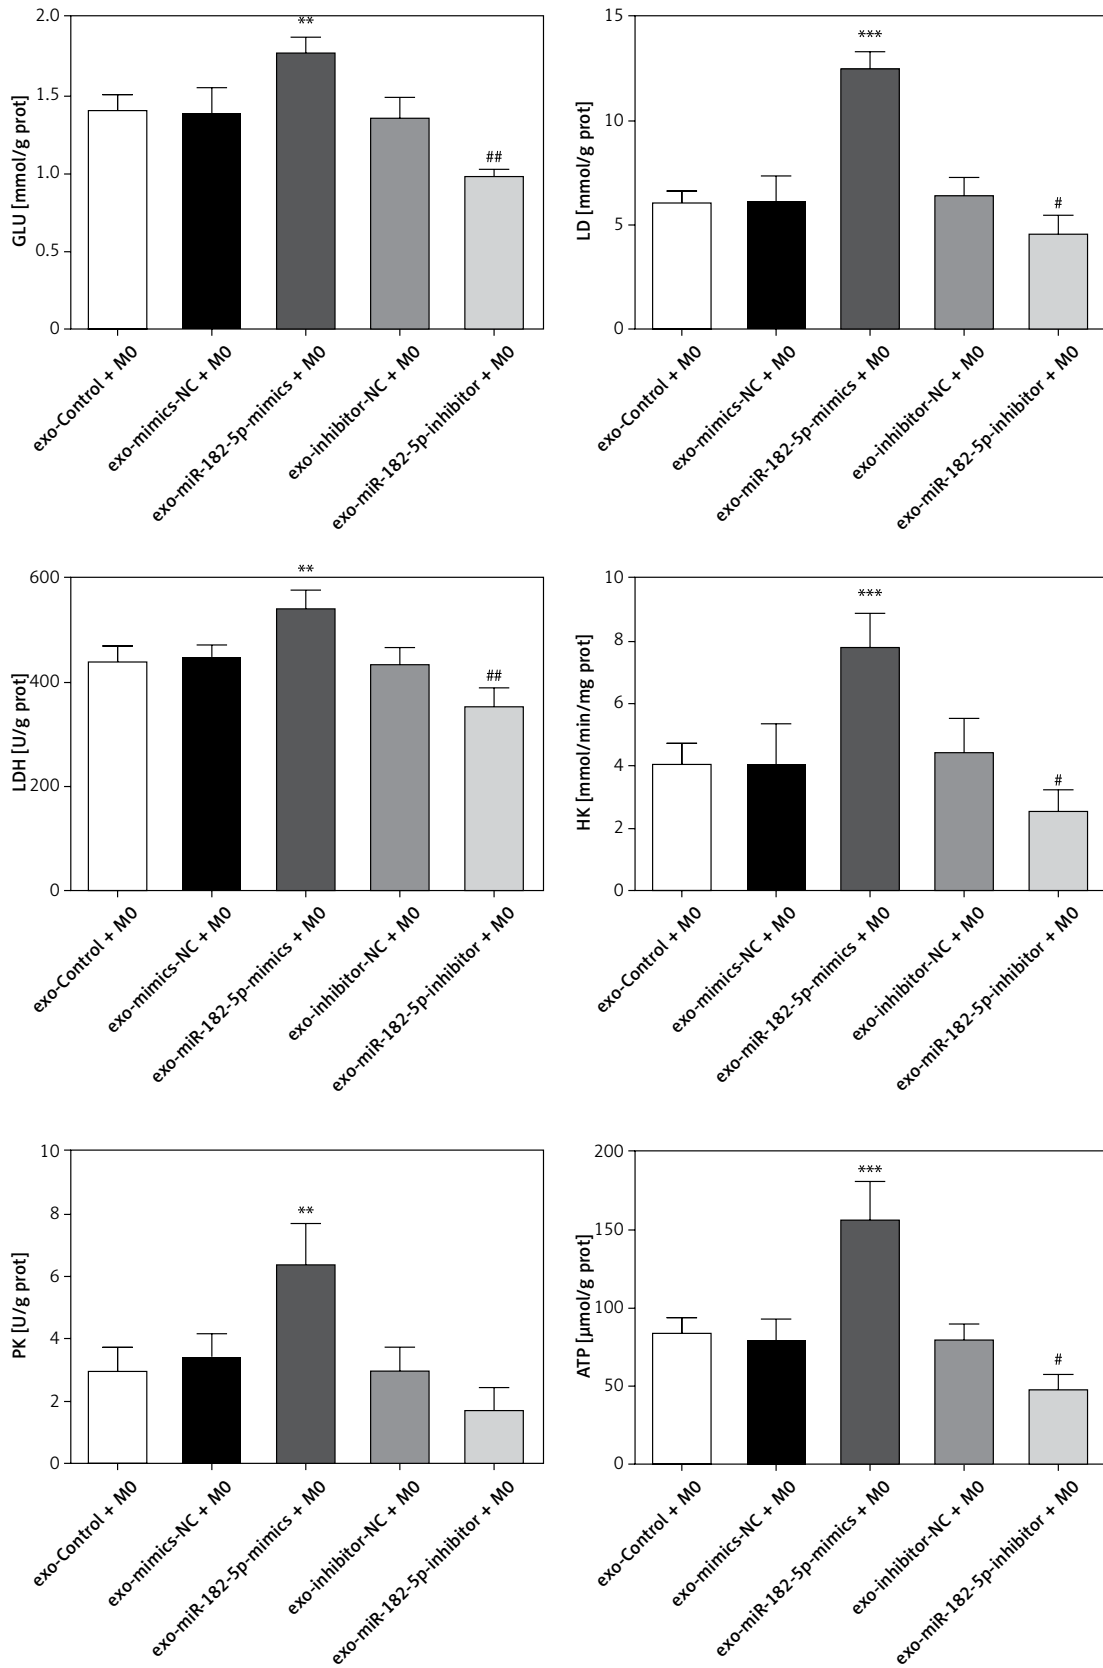 GLU [mmol/g prot]
2.0
1.5
1.0
0.5
0
**
##
exo-Control + M0
exo-mimics-NC + M0
exo-miR-182-5p-mimics + M0
exo-inhibitor-NC + M0
exo-miR-182-5p-inhibitor + M0
LD [mmol/g prot]
15
10
5
0
***
#
exo-Control + M0
exo-mimics-NC + M0
exo-miR-182-5p-mimics + M0
exo-inhibitor-NC + M0
exo-miR-182-5p-inhibitor + M0
LDH [U/g prot]
600
400
200
0
**
##
exo-Control + M0
exo-mimics-NC + M0
exo-miR-182-5p-mimics + M0
exo-inhibitor-NC + M0
exo-miR-182-5p-inhibitor + M0
HK [mmol/min/mg prot]
10
8
6
4
2
0
***
#
exo-Control + M0
exo-mimics-NC + M0
exo-miR-182-5p-mimics + M0
exo-inhibitor-NC + M0
exo-miR-182-5p-inhibitor + M0
PK [U/g prot]
10
8
6
4
2
0
**
exo-Control + M0
exo-mimics-NC + M0
exo-miR-182-5p-mimics + M0
exo-inhibitor-NC + M0
exo-miR-182-5p-inhibitor + M0
ATP [µmol/g prot]
200
150
100
50
0
***
#
exo-Control + M0
exo-mimics-NC + M0
exo-miR-182-5p-mimics + M0
exo-inhibitor-NC + M0
exo-miR-182-5p-inhibitor + M0